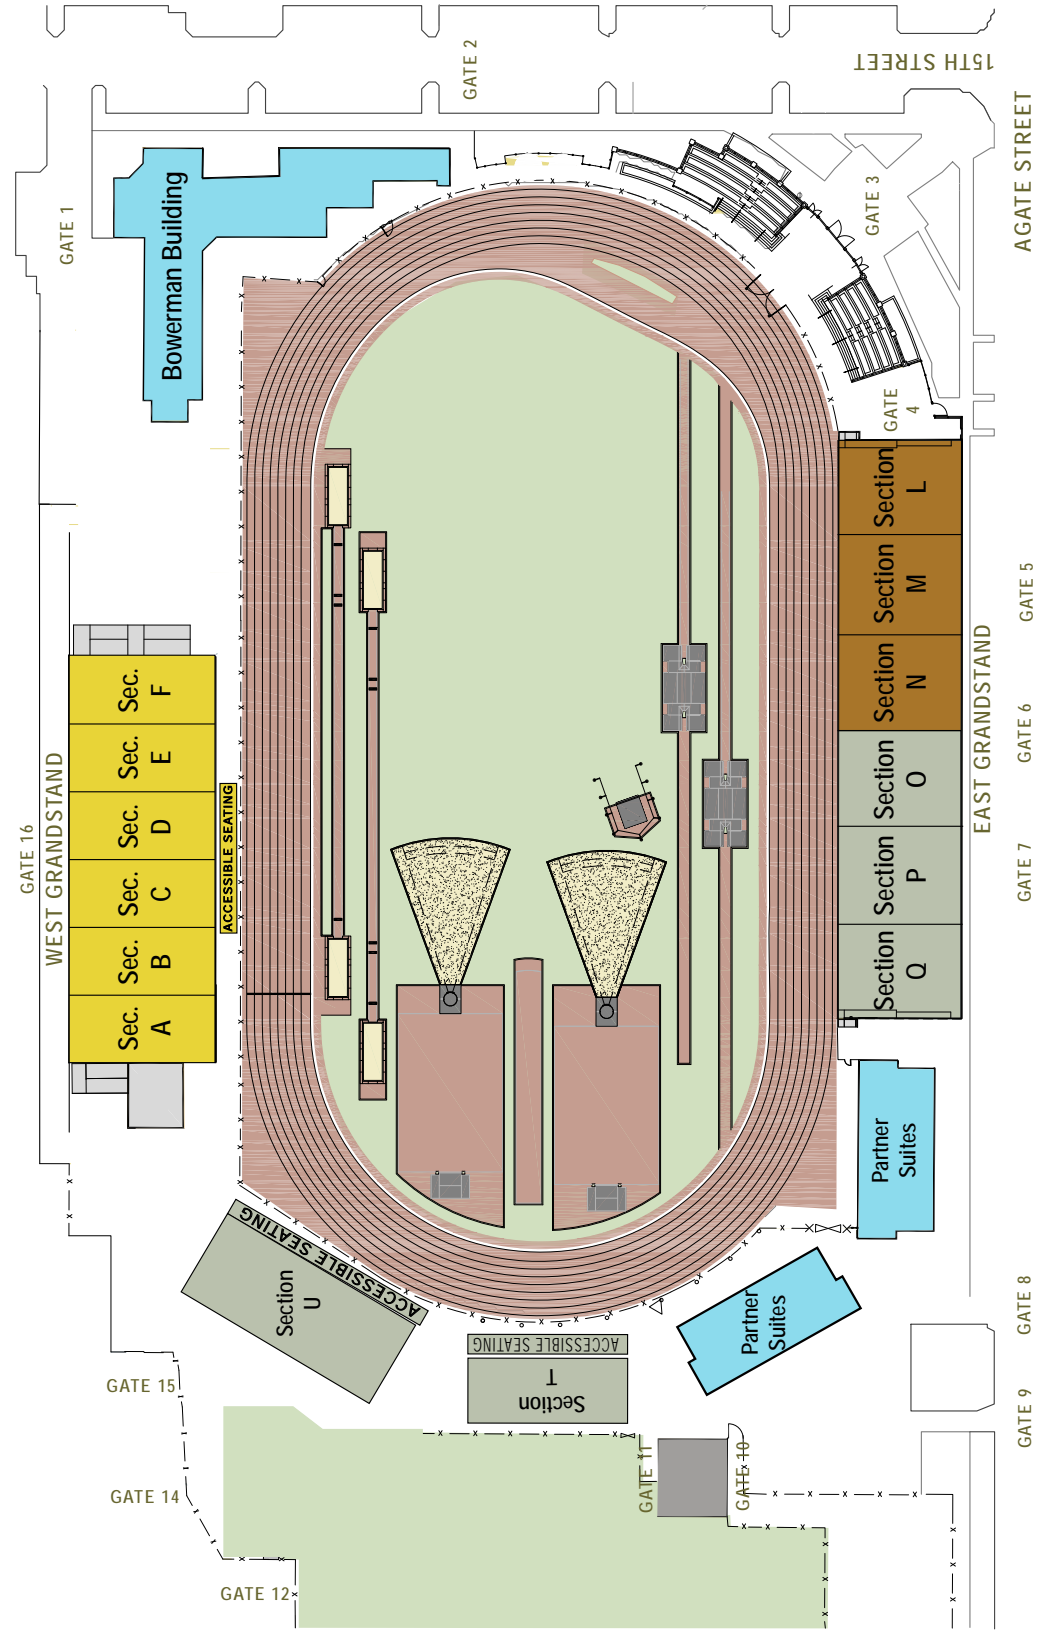 GATE 2
15TH STREET
AGATE STREET
GATE 1
Bowerman Building
GATE 3
GATE
4
Section
L
Section
M
Section
N
Section
O
Section
P
Section
Q
GATE 5
GATE 6
GATE 7
EAST GRANDSTAND
GATE 16
WEST GRANDSTAND
Sec.
F
Sec.
E
Sec.
D
Sec.
C
Sec.
B
Sec.
A
ACCESSIBLE SEATING
Partner
Suites
Partner
Suites
ACCESSIBLE SEATING
Section
U
ACCESSIBLE SEATING
Section
T
GATE 8
GATE 9
GATE 10
GATE 11
GATE 15
GATE 14
GATE 12